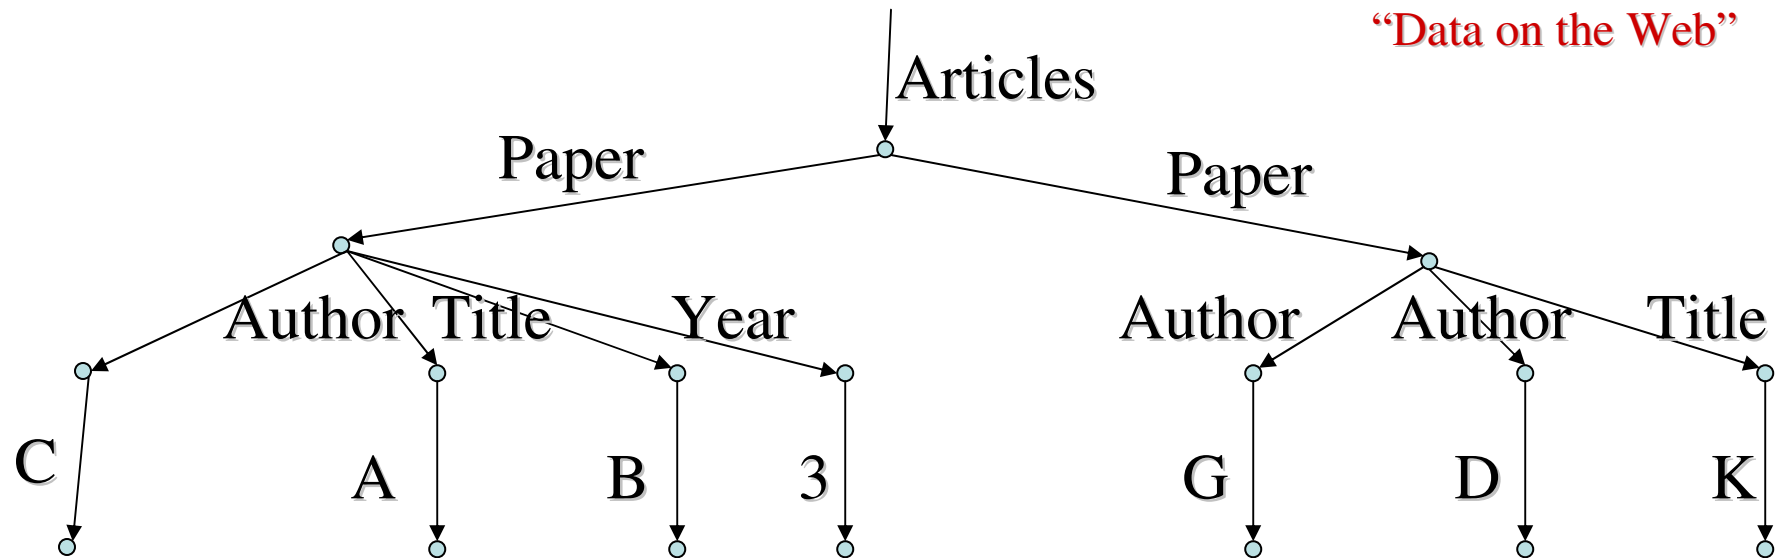 “Data on the Web”
Articles
Paper
Paper
Author Title Year Author Author Title
C
A B 3 G D K